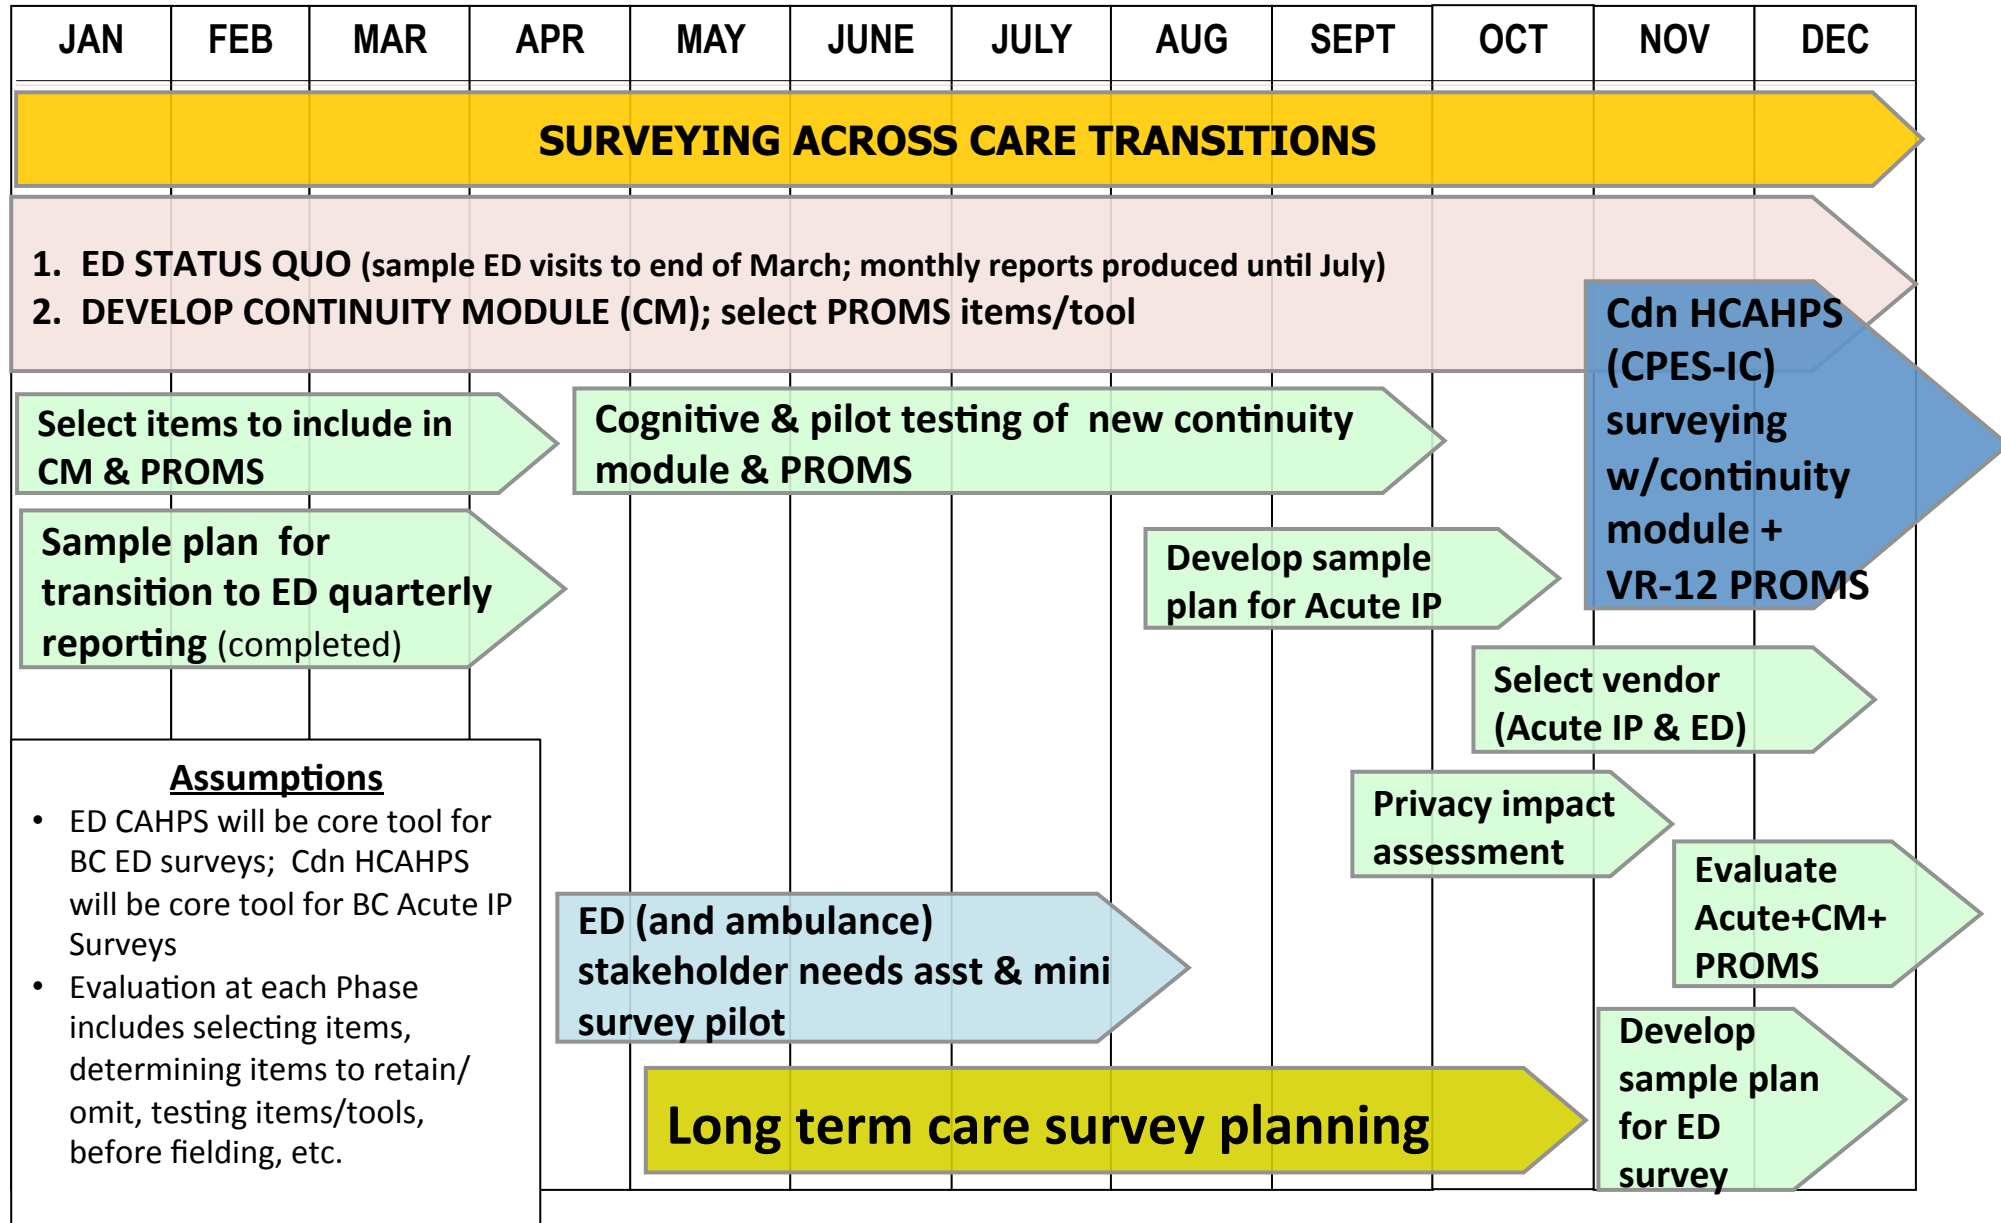 JAN FEB MAR APR MAY JUNE JULY AUG SEPT OCT NOV DEC
SURVEYING ACROSS CARE TRANSITIONS
1. ED STATUS QUO (sample ED visits to end of March; monthly reports produced until July)
2. DEVELOP CONTINUITY MODULE (CM); select PROMS items/tool
Cdn HCAHPS
(CPES-IC)
surveying
w/continuity
module +
VR-12 PROMS
Select items to include in
CM & PROMS
Cognitive & pilot testing of new continuity
module & PROMS
Sample plan for
transition to ED quarterly
reporting (completed)
Develop sample
plan for Acute IP
Select vendor
(Acute IP & ED)
Privacy impact
assessment
Evaluate
Acute+CM+
PROMS
ED (and ambulance)
stakeholder needs asst & mini
survey pilot
Develop
sample plan
for ED
survey
Long term care survey planning
Assumptions
• ED CAHPS will be core tool for
BC ED surveys; Cdn HCAHPS
will be core tool for BC Acute IP
Surveys
• Evaluation at each Phase
includes selecting items,
determining items to retain/
omit, testing items/tools,
before fielding, etc.